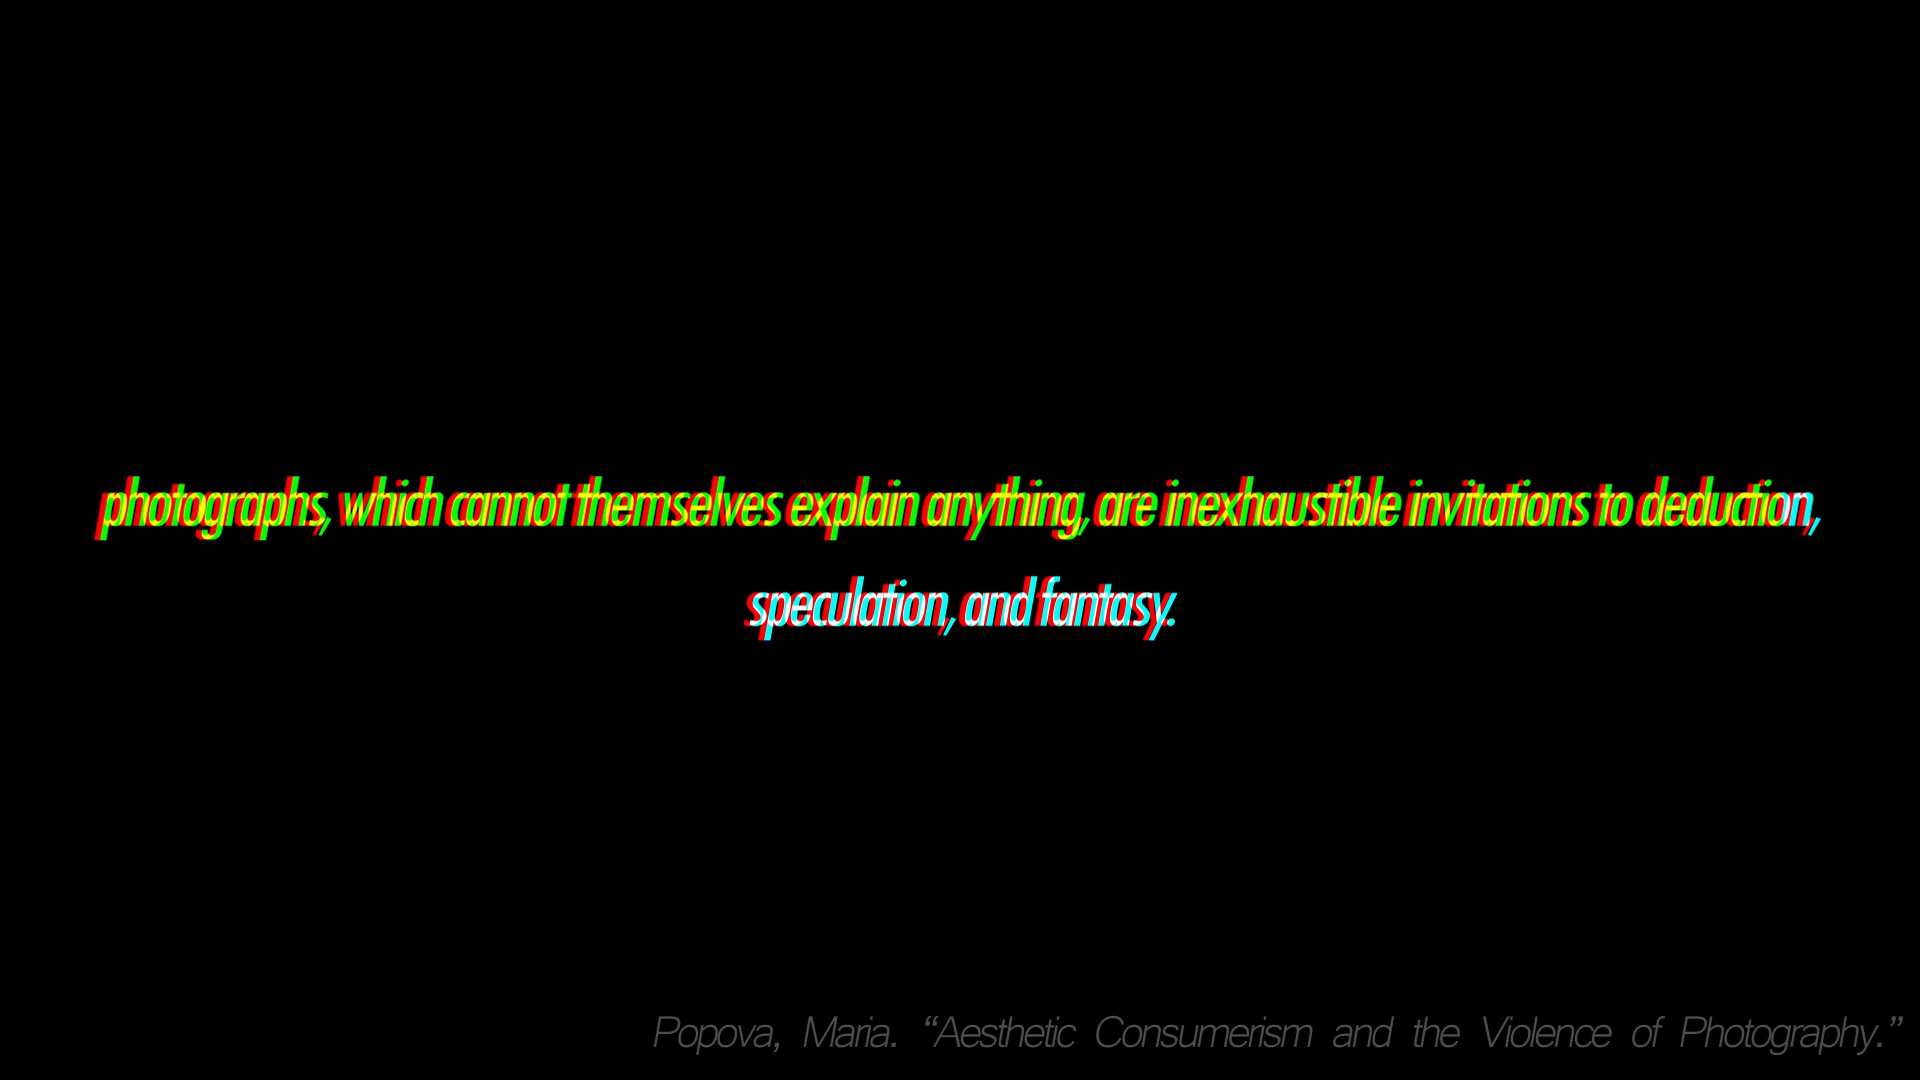 photographs, which cannot themselves explain anything, are inexhaustible invitations to deduction,
speculation, and fantasy.
Popova, Maria. “Aesthetic Consumerism and the Violence of Photography.”